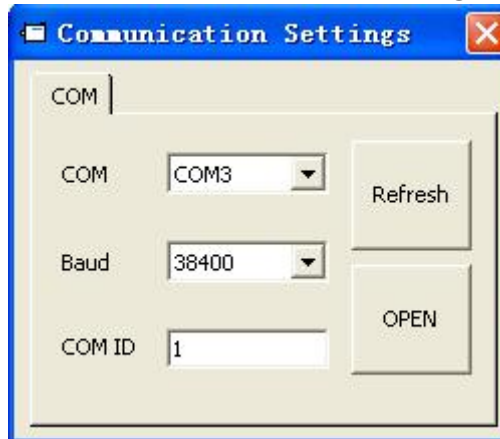 Communication Settings
COM
COM COM3
Refresh
Baud 38400
OPEN
COM ID 1